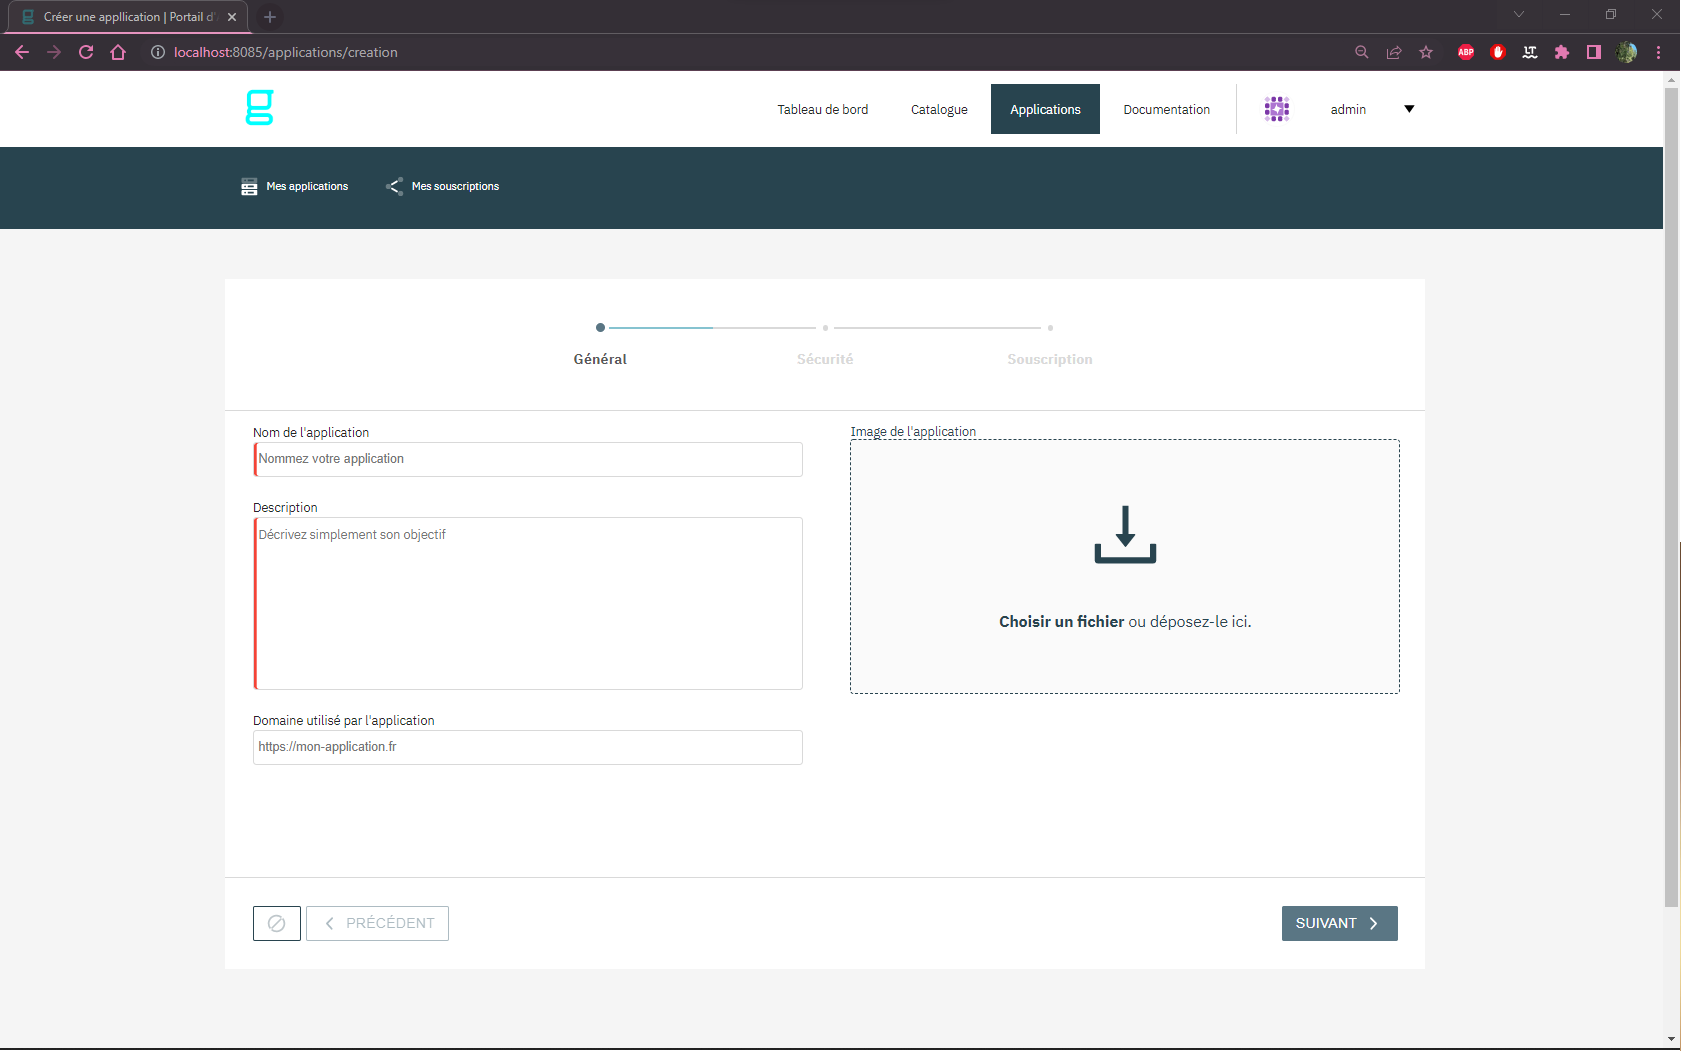 Créer une appllication | Portail d'
localhost:8085/applications/creation
ABP
LT
g
Tableau de bord
Catalogue
Applications
Documentation
admin
Mes applications
Mes souscriptions
Général
Sécurité
Souscription
Nom de l'application
Nommez votre application
Description
Décrivez simplement son objectif
Domaine utilisé par l'application
https://mon-application.fr
Image de l'application
Choisir un fichier ou déposez-le ici.
PRÉCÉDENT
SUIVANT